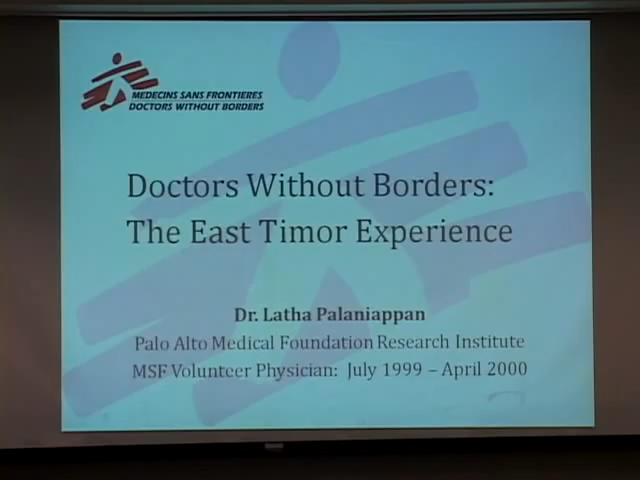 MEDECINS SANS FRONTIERES
DOCTORS WITHOUT BORDERS
Doctors Without Borders:
The East Timor Experience
Dr. Latha Palaniappan
Palo Alto Medical Foundation Research Institute
MSF Volunteer Physician: July 1999 – April 2000